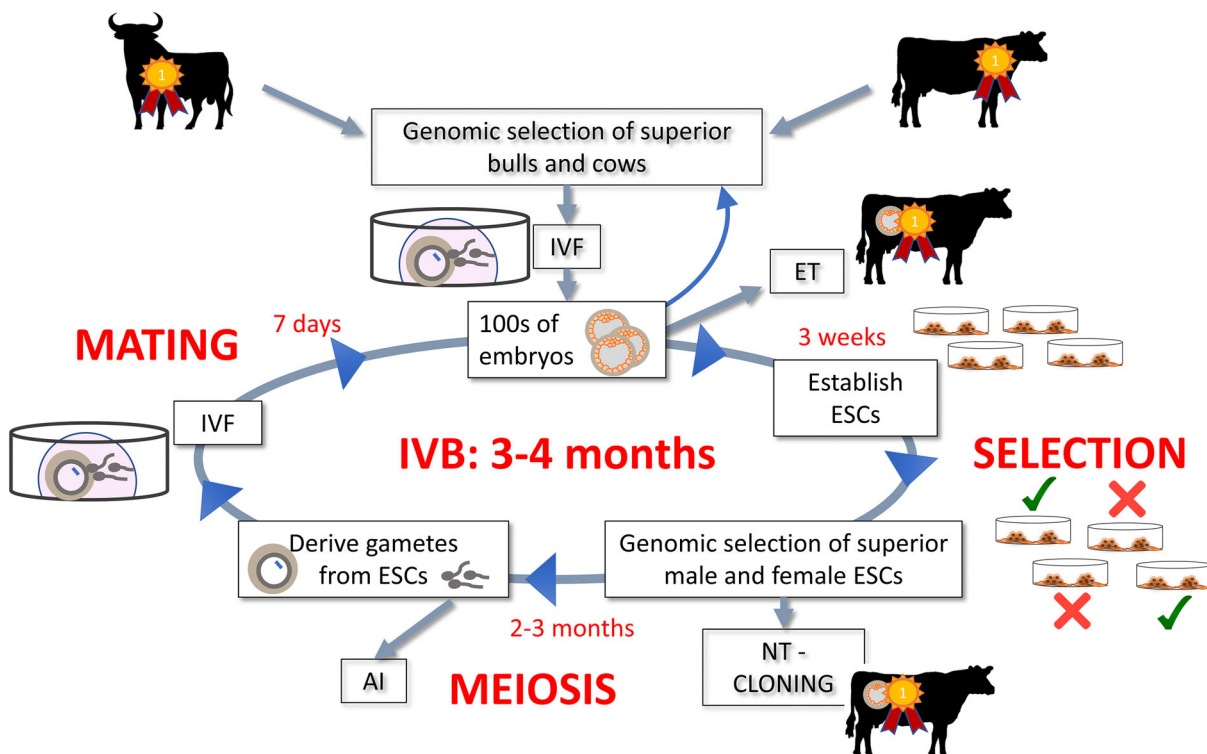 1
1
Genomic selection of superior
bulls and cows
IVF
1
ET
100s of
embryos
7 days
MATING
3 weeks
Establish
ESCs
IVF
IVB: 3-4 months
SELECTION
Derive gametes
from ESCs
Genomic selection of superior
male and female ESCs
2-3 months
AI
MEIOSIS
NT -
CLONING
1